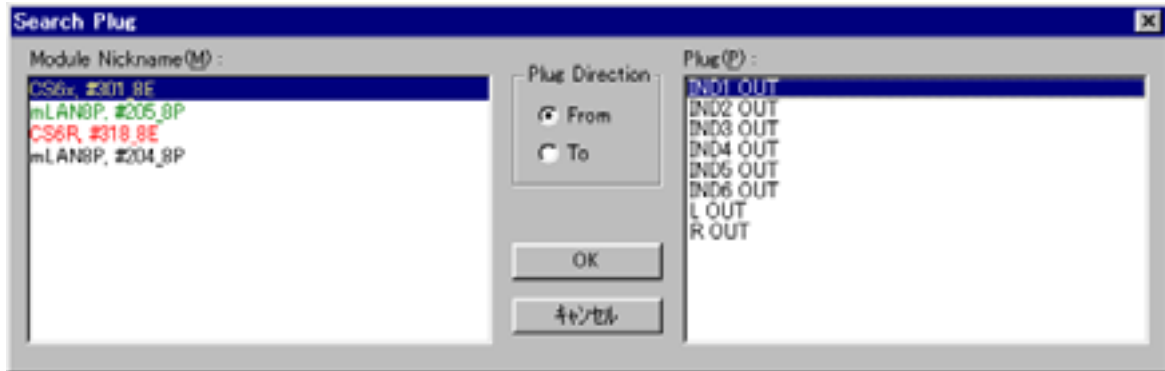 Search Plug
Module Nickname(M) :
CS6x, #301_8E
mLAN8P, #205_8P
CS6R, #318_8E
mLAN8P, #204_8P
Plug Direction
From
To
OK
キャンセル
Plug(P) :
IND1 OUT
IND2 OUT
IND3 OUT
IND4 OUT
IND5 OUT
IND6 OUT
L OUT
R OUT